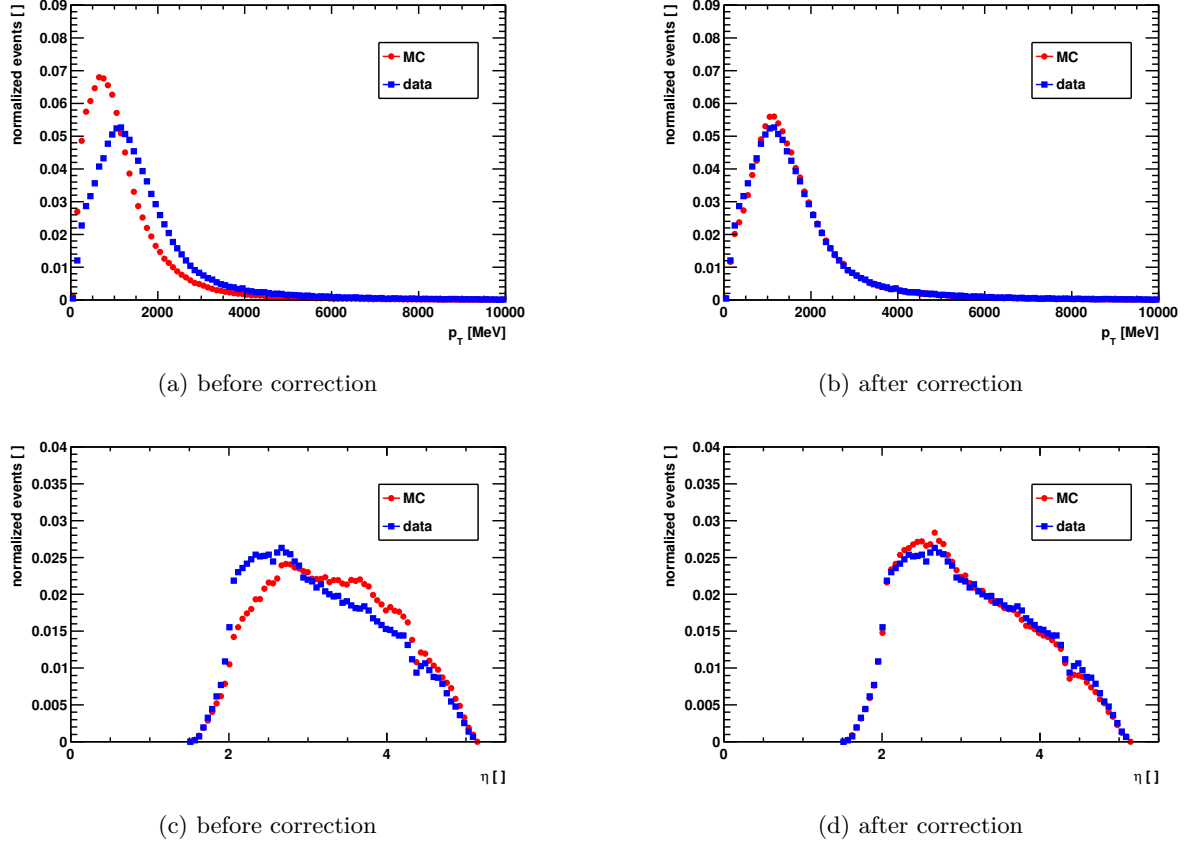 normalized events [ ]
0.09
0.08
0.07
0.06
0.05
0.04
0.03
0.02
0.01
0
MC
data
0 2000 4000 6000 8000 10000
p_T [MeV]
(a) before correction
normalized events [ ]
0.09
0.08
0.07
0.06
0.05
0.04
0.03
0.02
0.01
0
MC
data
0 2000 4000 6000 8000 10000
p_T [MeV]
(b) after correction
normalized events [ ]
0.04
0.035
0.03
0.025
0.02
0.015
0.01
0.005
0
MC
data
0 2 4
η [ ]
(c) before correction
normalized events [ ]
0.04
0.035
0.03
0.025
0.02
0.015
0.01
0.005
0
MC
data
0 2 4
η [ ]
(d) after correction